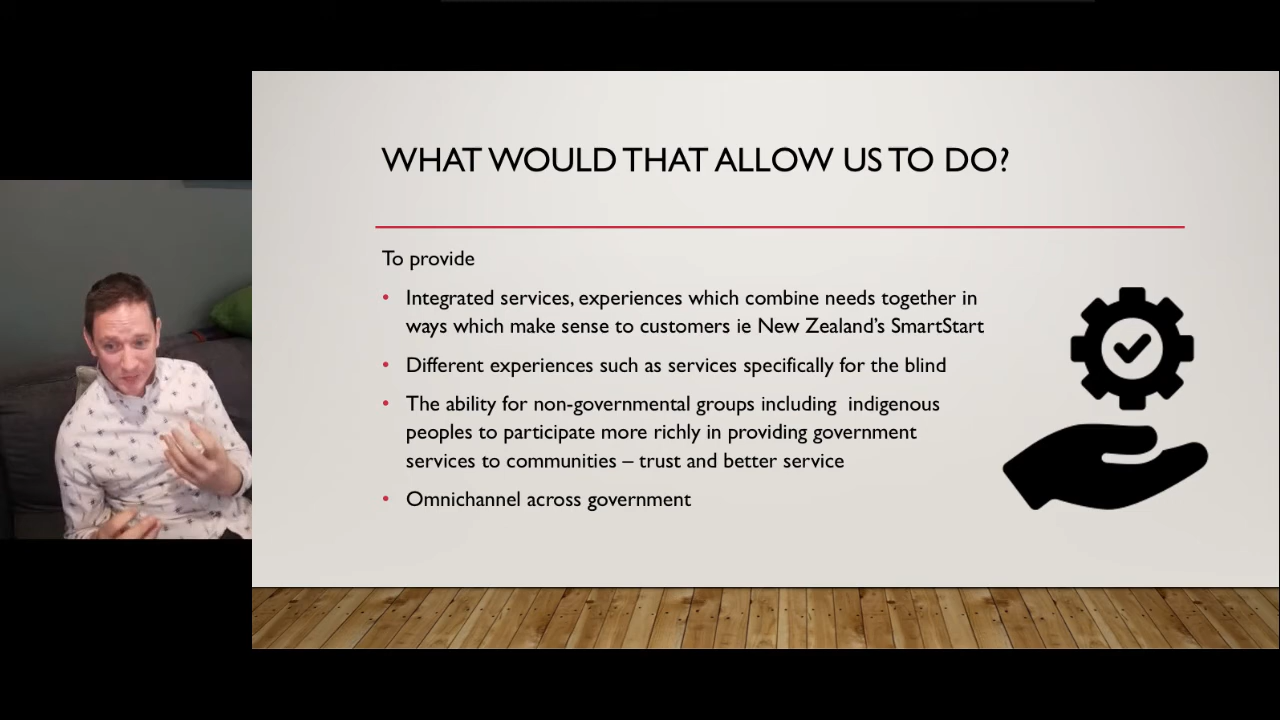 WHAT WOULD THAT ALLOW US TO DO?
To provide
• Integrated services, experiences which combine needs together in
ways which make sense to customers ie New Zealand's SmartStart
• Different experiences such as services specifically for the blind
• The ability for non-governmental groups including  indigenous
peoples to participate more richly in providing government
services to communities – trust and better service
• Omnichannel across government